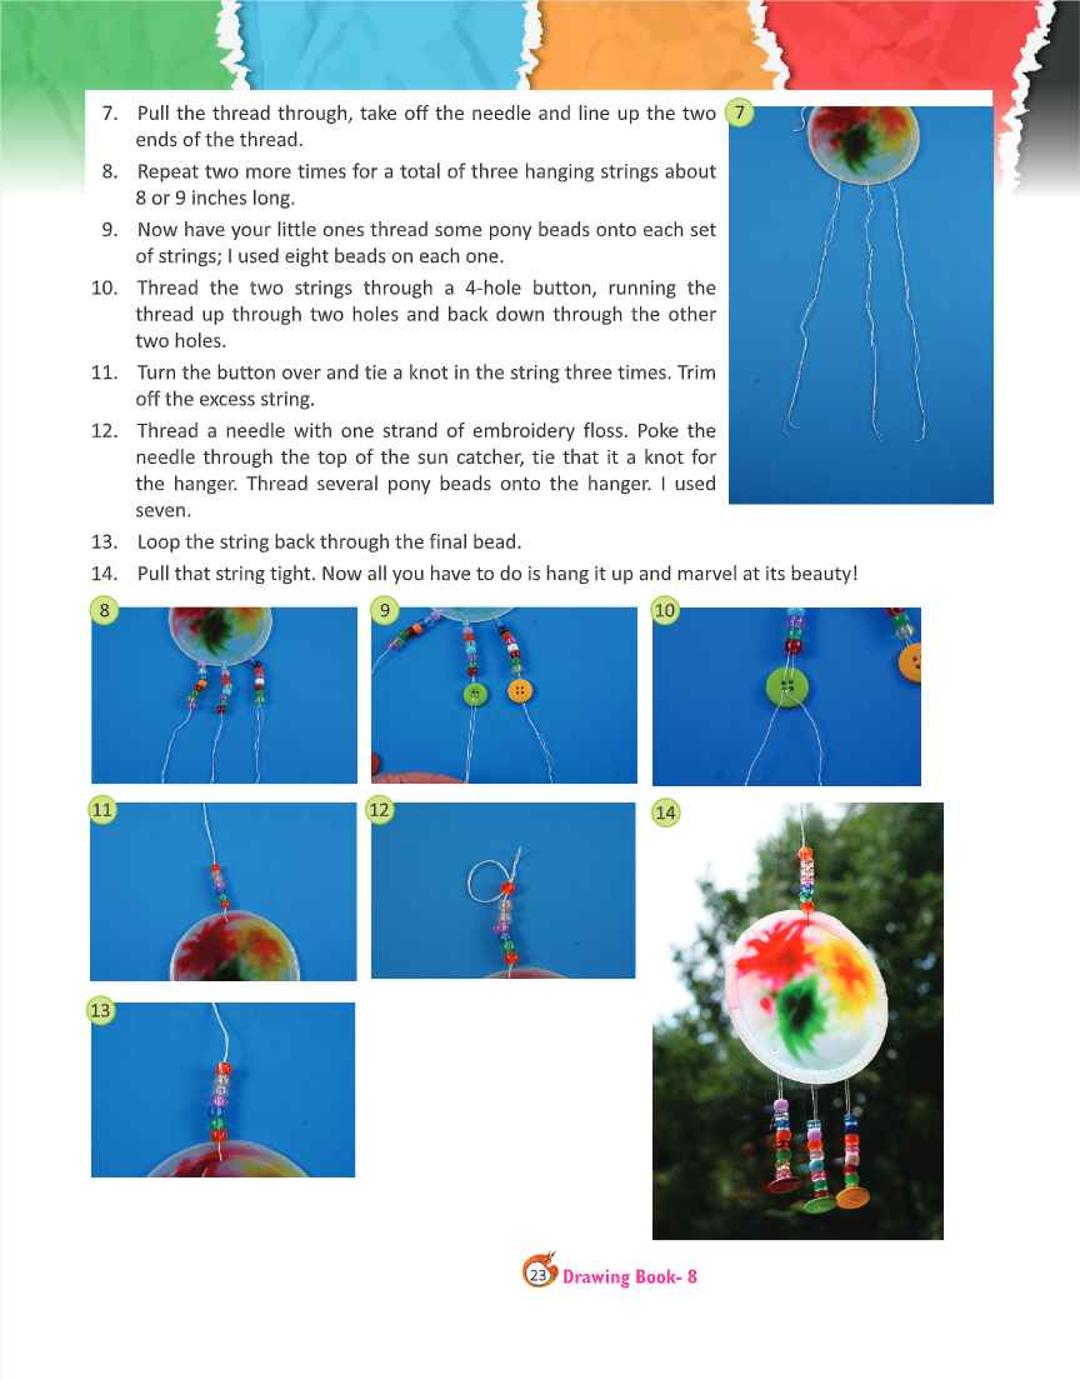 7. Pull the thread through, take off the needle and line up the two
ends of the thread.
8. Repeat two more times for a total of three hanging strings about
8 or 9 inches long.
9. Now have your little ones thread some pony beads onto each set
of strings; I used eight beads on each one.
10. Thread the two strings through a 4-hole button, running the
thread up through two holes and back down through the other
two holes.
11. Turn the button over and tie a knot in the string three times. Trim
off the excess string.
12. Thread a needle with one strand of embroidery floss. Poke the
needle through the top of the sun catcher, tie that it a knot for
the hanger. Thread several pony beads onto the hanger. I used
seven.
13. Loop the string back through the final bead.
14. Pull that string tight. Now all you have to do is hang it up and marvel at its beauty!
7
8
9
10
11
12
14
13
23 Drawing Book- 8